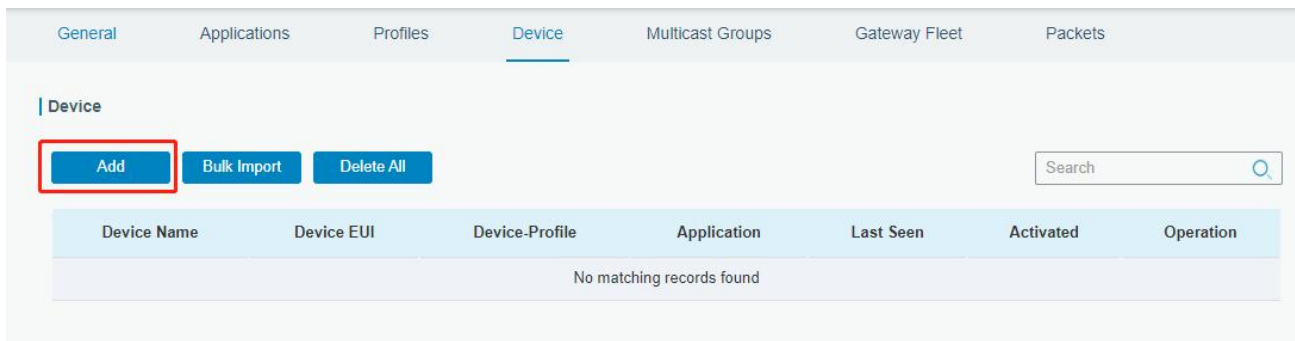 General Applications Profiles Device Multicast Groups Gateway Fleet Packets
Device
Add Bulk Import Delete All Search
Device Name Device EUI Device-Profile Application Last Seen Activated Operation
No matching records found